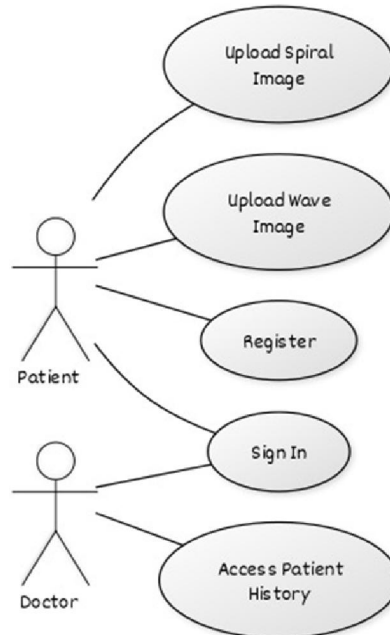 Upload Spiral
Image
Upload Wave
Image
Register
Patient
Sign In
Access Patient
History
Doctor